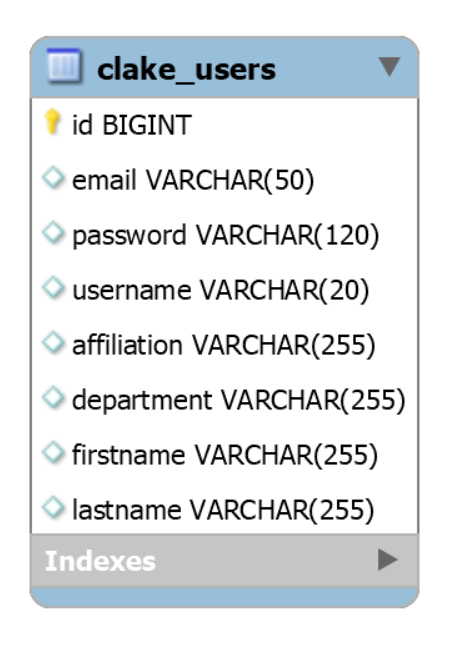 clake_users
id BIGINT
email VARCHAR(50)
password VARCHAR(120)
username VARCHAR(20)
affiliation VARCHAR(255)
department VARCHAR(255)
firstname VARCHAR(255)
lastname VARCHAR(255)
Indexes